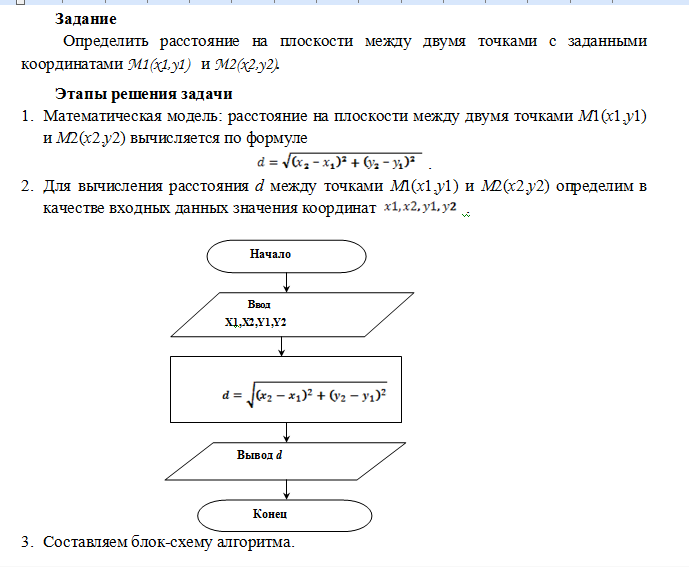 Задание
Определить расстояние на плоскости между двумя точками с заданными
координатами M1(x1,y1) и M2(x2,y2).
Этапы решения задачи
1. Математическая модель: расстояние на плоскости между двумя точками M1(x1,y1)
и M2(x2,y2) вычисляется по формуле
d = √(x₂ − x₁)² + (y₂ − y₁)² .
2. Для вычисления расстояния d между точками M1(x1,y1) и M2(x2,y2) определим в
качестве входных данных значения координат x1,x2,y1,y2 .
Начало
Ввод
X1,X2,Y1,Y2
d = √(x₂ − x₁)² + (y₂ − y₁)²
Вывод d
Конец
3. Составляем блок-схему алгоритма.